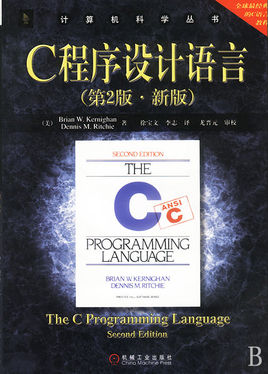 计算机科学丛书
全球最经典
的C语言
教程
C程序设计语言
(第2版·新版)
(美) Brian W. Kernighan 著 徐宝文 李志 译 尤晋元 审校
Dennis M. Ritchie
SECOND EDITION
THE
C
ANSI
C
PROGRAMMING
LANGUAGE
BRIAN W. KERNIGHAN
DENNIS M. RITCHIE
The C Programming Language
Second Edition
机械工业出版社
China Machine Press
B